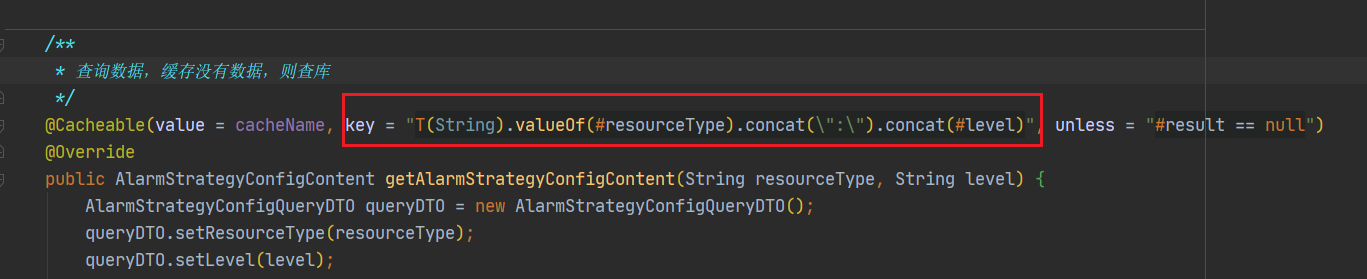 /**
* 查询数据，缓存没有数据，则查库
*/
@Cacheable(value = cacheName, key = "T(String).valueOf(#resourceType).concat(\":\").concat(#level)", unless = "#result == null")
@Override
public AlarmStrategyConfigContent getAlarmStrategyConfigContent(String resourceType, String level) {
AlarmStrategyConfigQueryDTO queryDTO = new AlarmStrategyConfigQueryDTO();
queryDTO.setResourceType(resourceType);
queryDTO.setLevel(level);